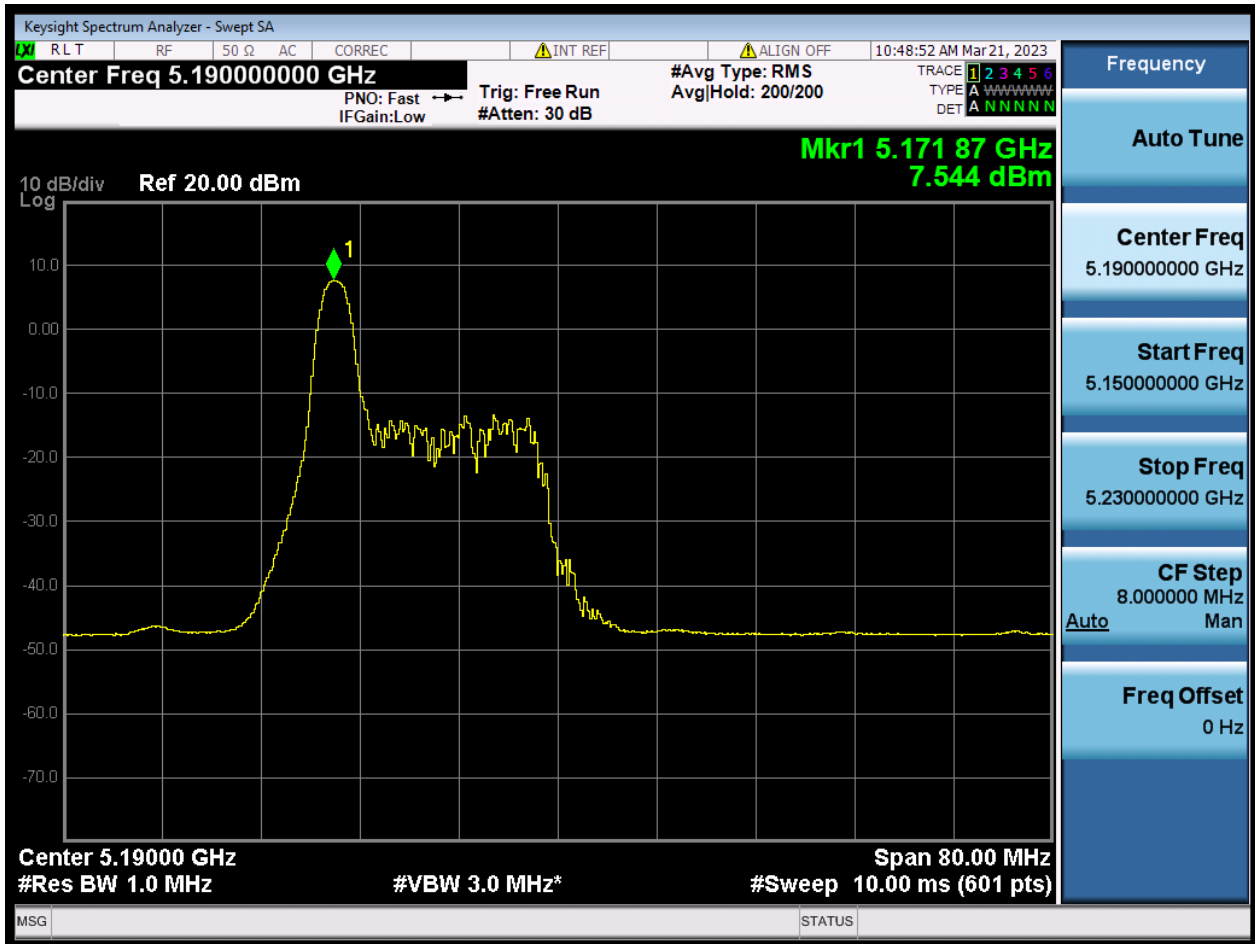 Keysight Spectrum Analyzer - Swept SA
LXI RLT RF 50 Ω AC CORREC INT REF ALIGN OFF 10:48:52 AM Mar 21, 2023
Center Freq 5.190000000 GHz
PNO: Fast
IFGain:Low
Trig: Free Run
#Atten: 30 dB
#Avg Type: RMS
Avg|Hold: 200/200
TRACE 1 2 3 4 5 6
TYPE A WWWWW
DET A N N N N N
Mkr1 5.171 87 GHz
7.544 dBm
10 dB/div Ref 20.00 dBm
Log
1
10.0
0.00
-10.0
-20.0
-30.0
-40.0
-50.0
-60.0
-70.0
Center 5.19000 GHz Span 80.00 MHz
#Res BW 1.0 MHz #VBW 3.0 MHz* #Sweep 10.00 ms (601 pts)
MSG STATUS
Frequency
Auto Tune
Center Freq
5.190000000 GHz
Start Freq
5.150000000 GHz
Stop Freq
5.230000000 GHz
CF Step
8.000000 MHz
Auto Man
Freq Offset
0 Hz